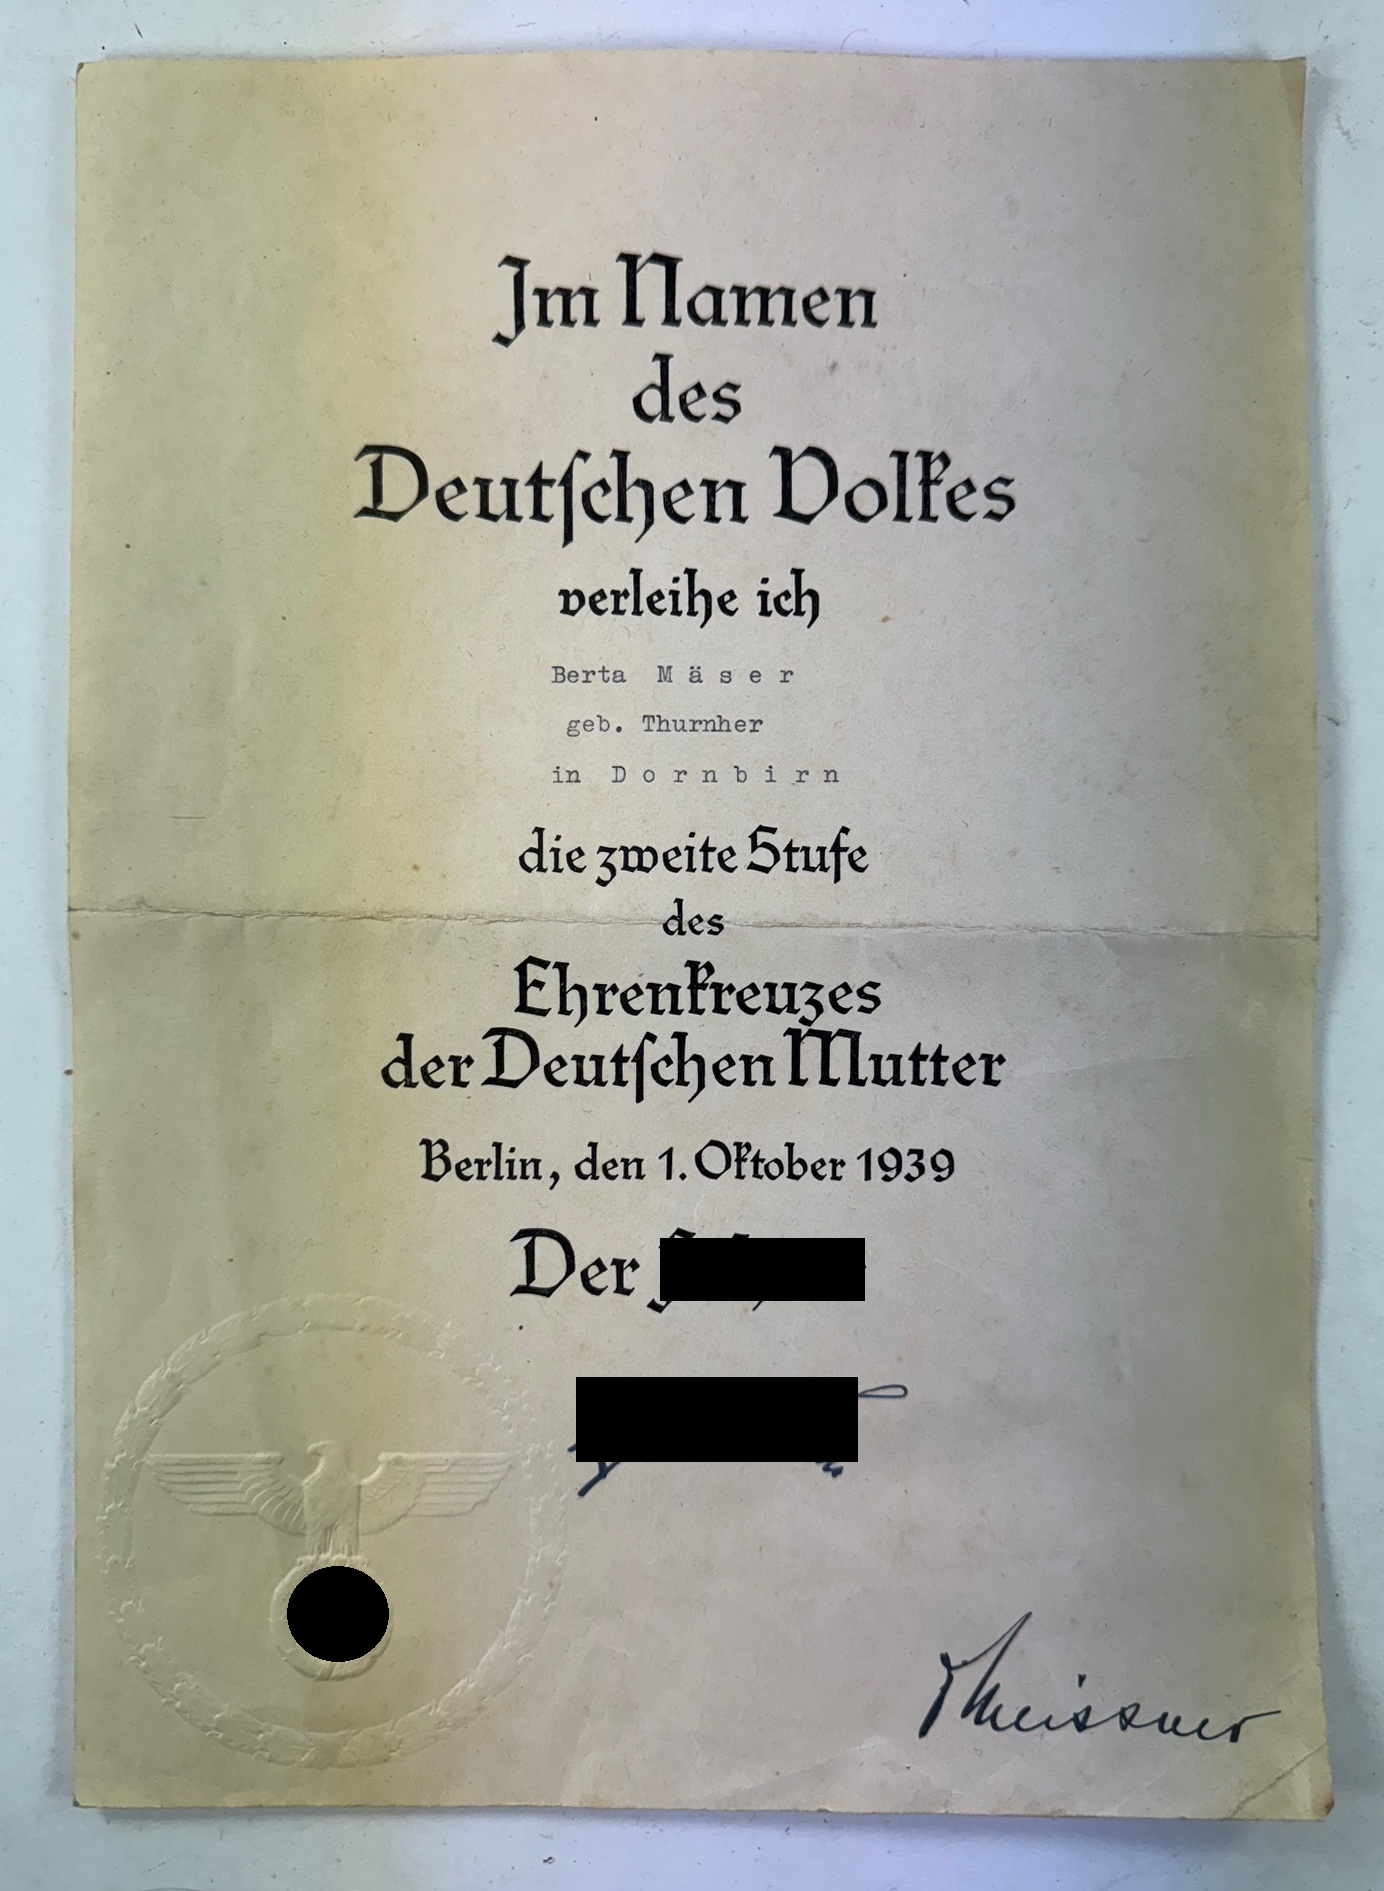 Im Namen
des
Deutschen Volkes
verleihe ich
Berta Mäser
geb. Thurnher
in Dornbirn
die zweite Stufe
des
Ehrenkreuzes
der Deutschen Mutter
Berlin, den 1. Oktober 1939
Der
Meissner